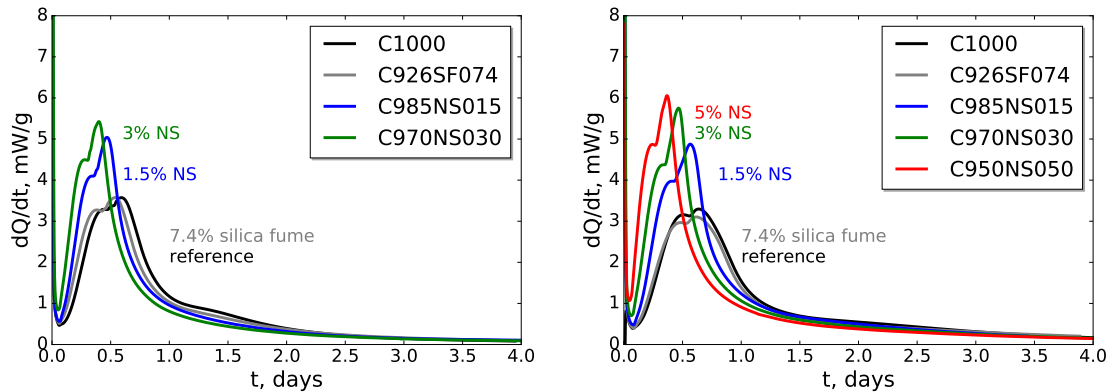 8
7
6
5
4
3
2
1
0
0.0 0.5 1.0 1.5 2.0 2.5 3.0 3.5 4.0
dQ/dt, mW/g
t, days
C1000
C926SF074
C985NS015
C970NS030
3% NS
1.5% NS
7.4% silica fume
reference
8
7
6
5
4
3
2
1
0
0.0 0.5 1.0 1.5 2.0 2.5 3.0 3.5 4.0
dQ/dt, mW/g
t, days
C1000
C926SF074
C985NS015
C970NS030
C950NS050
5% NS
3% NS
1.5% NS
7.4% silica fume
reference